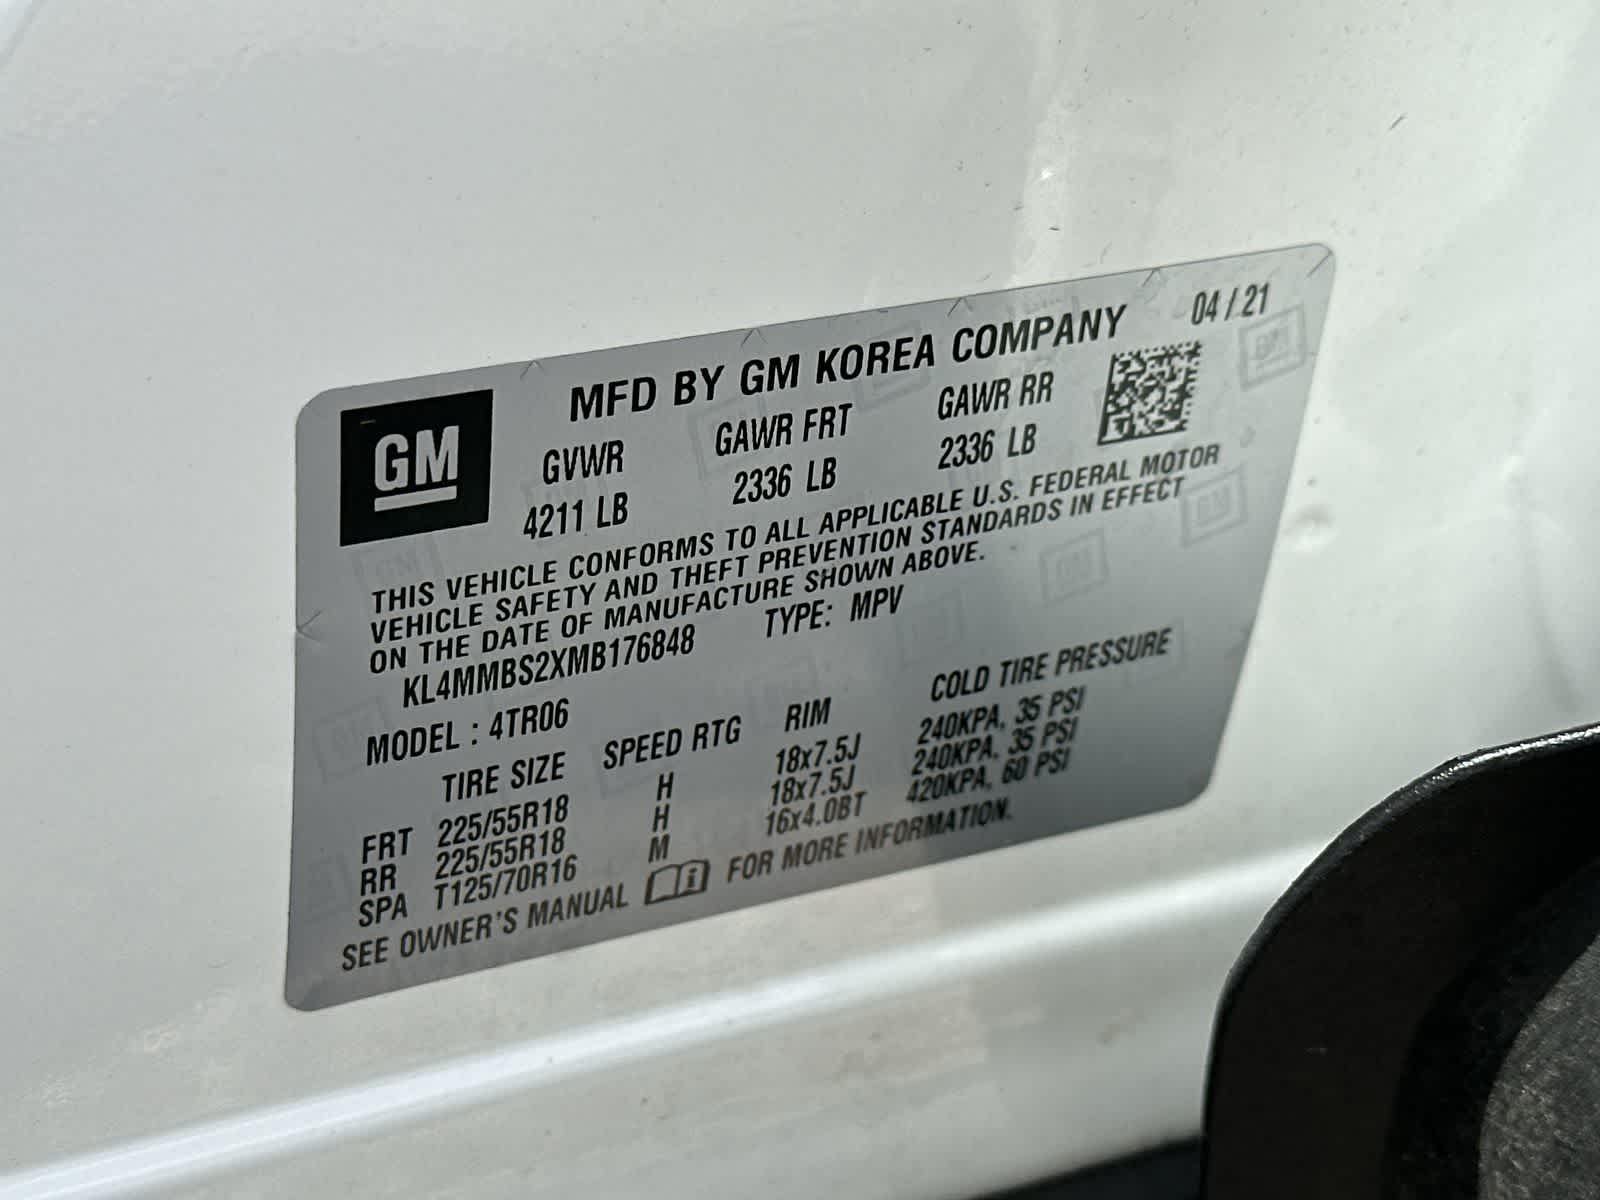 GM
MFD BY GM KOREA COMPANY 04/21
GVWR GAWR FRT GAWR RR
4211 LB 2336 LB 2336 LB
THIS VEHICLE CONFORMS TO ALL APPLICABLE U.S. FEDERAL MOTOR
VEHICLE SAFETY AND THEFT PREVENTION STANDARDS IN EFFECT
ON THE DATE OF MANUFACTURE SHOWN ABOVE.
KL4MMBS2XMB176848 TYPE: MPV
MODEL : 4TR06
TIRE SIZE SPEED RTG RIM COLD TIRE PRESSURE
FRT 225/55R18 H 18x7.5J 240KPA, 35 PSI
RR 225/55R18 H 18x7.5J 240KPA, 35 PSI
SPA T125/70R16 M 16x4.0BT 420KPA, 60 PSI
SEE OWNER'S MANUAL FOR MORE INFORMATION.